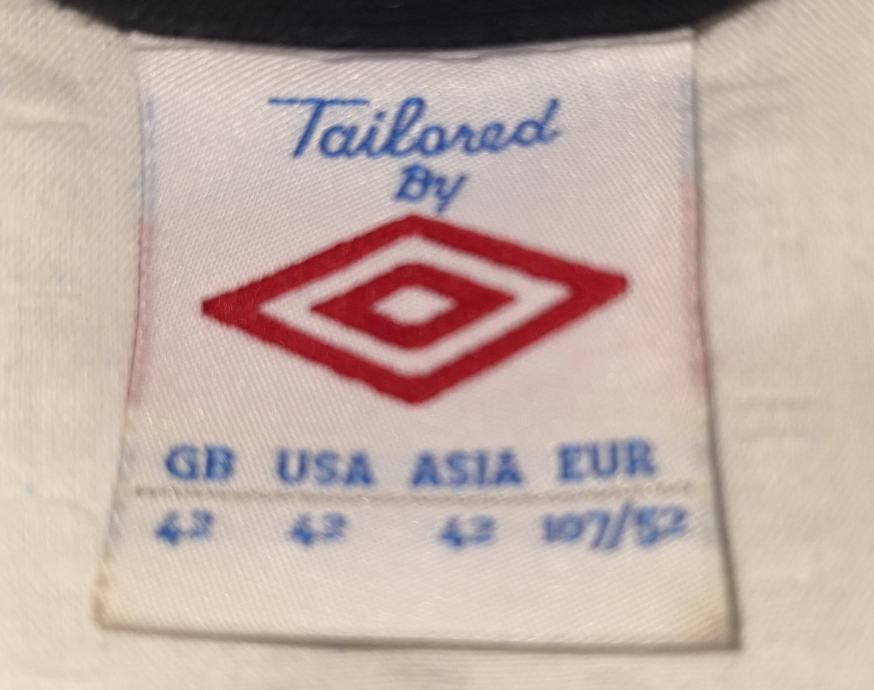 Tailored
By
GB USA ASIA EUR
42 42 42 107/52